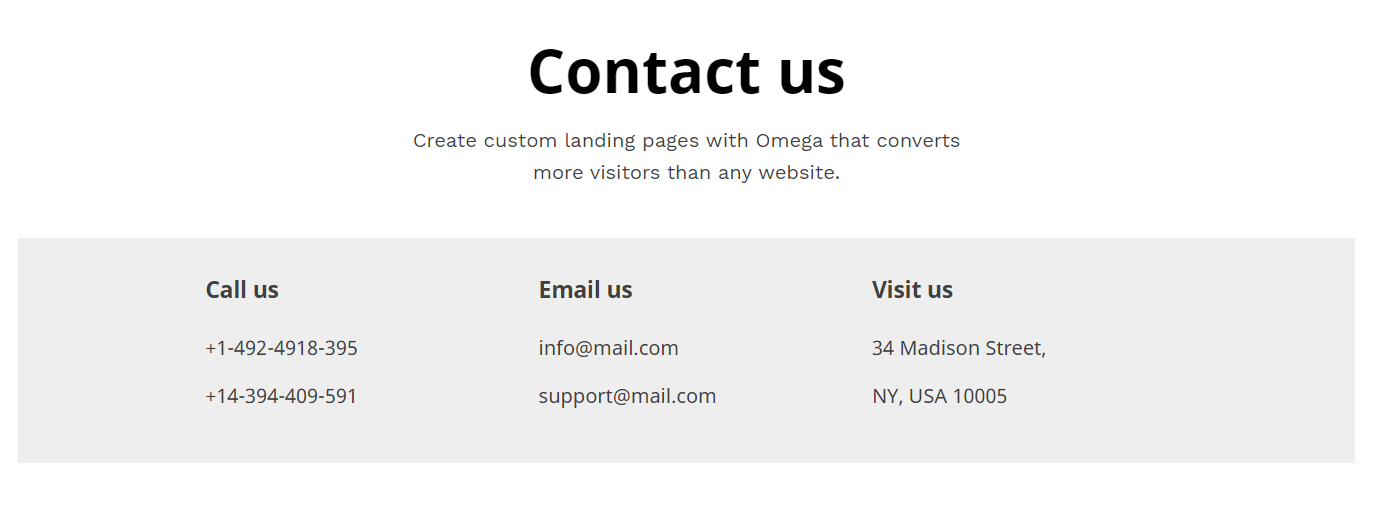 Contact us
Create custom landing pages with Omega that converts
more visitors than any website.
Call us
+1-492-4918-395
+14-394-409-591
Email us
info@mail.com
support@mail.com
Visit us
34 Madison Street,
NY, USA 10005